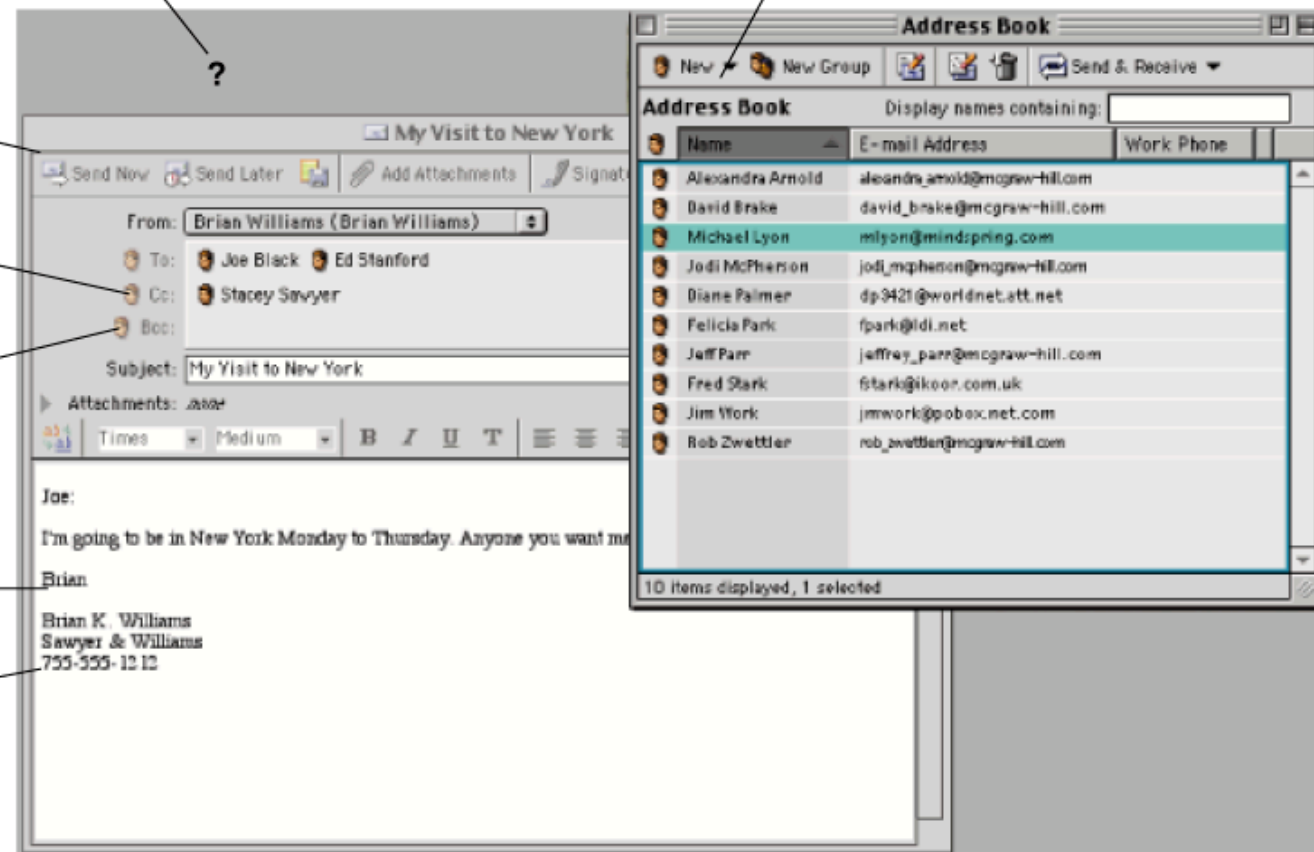 ?
My Visit to New York
Send Now Send Later Add Attachments
From: Brian Williams (Brian Williams)
To: Joe Black Ed Stanford
Cc: Stacey Sawyer
Bcc:
Subject: My Visit to New York
Attachments: none
Times Medium B I U T
Joe:
I'm going to be in New York Monday to Thursday. Anyone you want me
Brian
Brian K. Williams
Sawyer & Williams
755-555-1212
Address Book
New New Group Send & Receive
Address Book Display names containing:
Name E-mail Address Work Phone
Alexandra Arnold alexandra_arnold@mcgraw-hill.com
David Brake david_brake@mcgraw-hill.com
Michael Lyon mlyon@mindspring.com
Jodi McPherson jodi_mcpherson@mcgraw-hill.com
Diane Palmer dp3421@worldnet.att.net
Felicia Park fpark@ldi.net
Jeff Parr jeffrey_parr@mcgraw-hill.com
Fred Stark fstark@ikoor.com.uk
Jim Work jmwork@pobox.net.com
Rob Zwettler rob_zwettler@mcgraw-hill.com
10 items displayed, 1 selected